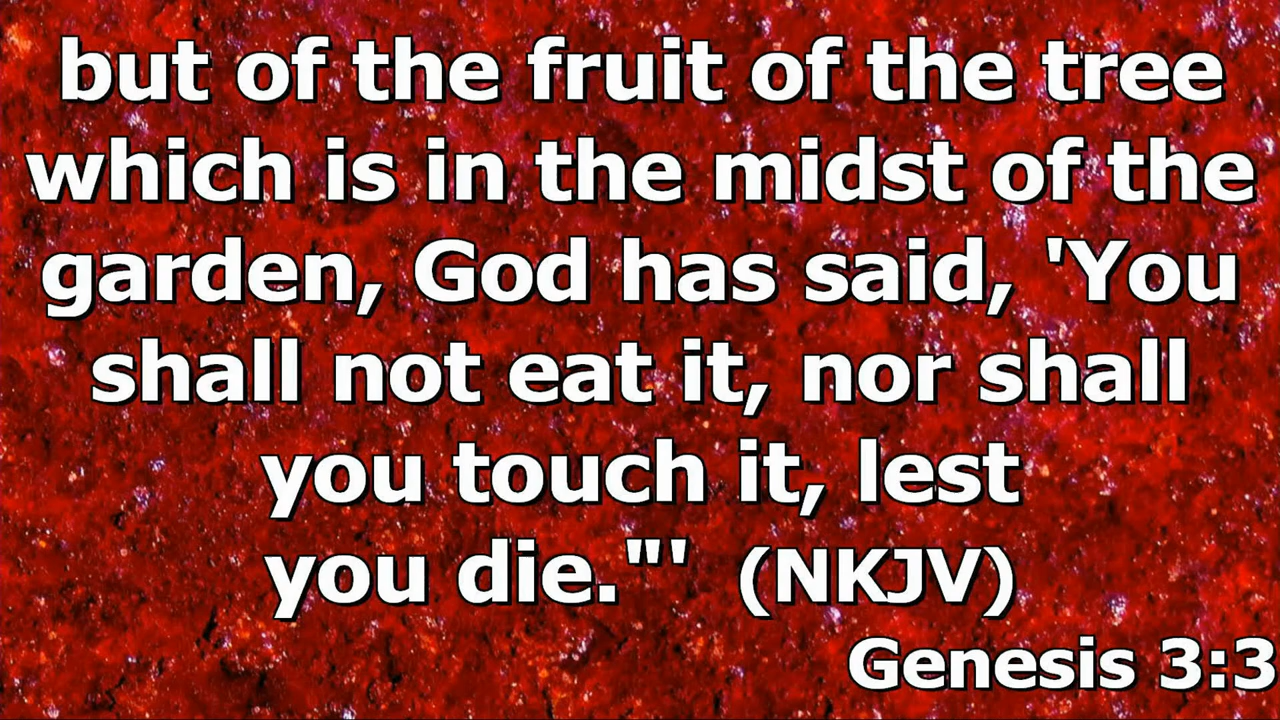 but of the fruit of the tree
which is in the midst of the
garden, God has said, 'You
shall not eat it, nor shall
you touch it, lest
you die."' (NKJV)
Genesis 3:3